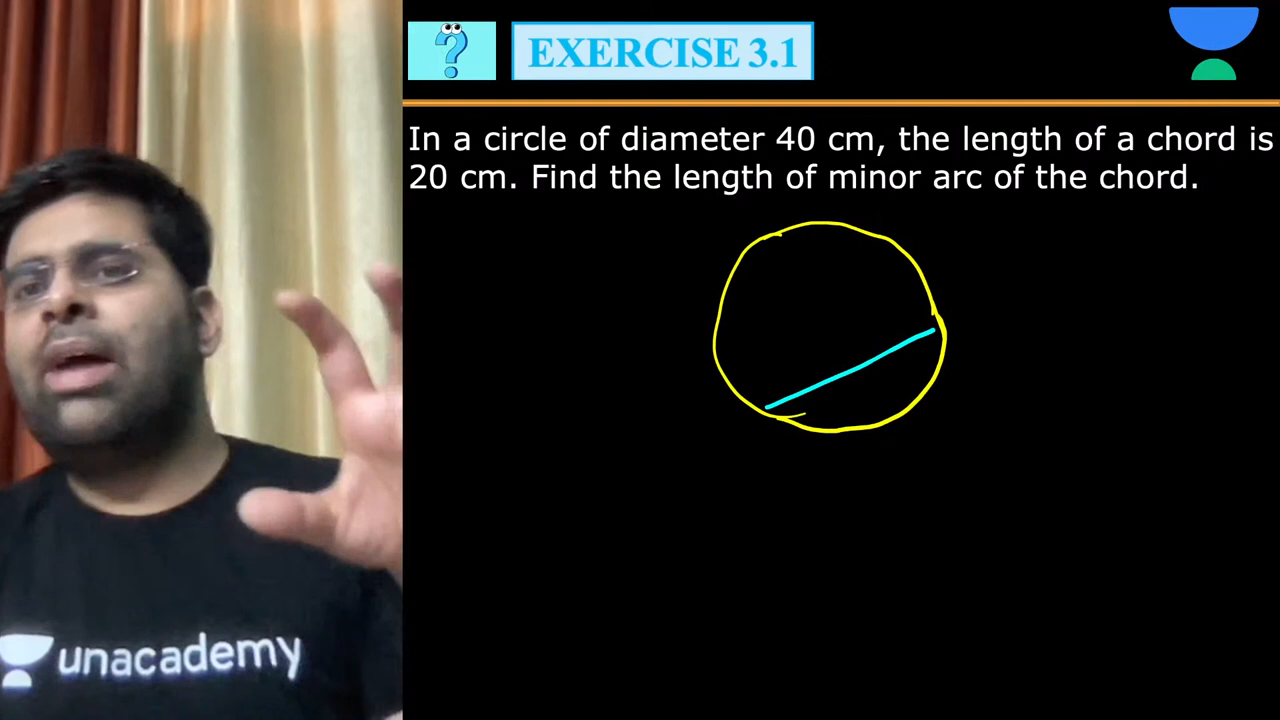 EXERCISE 3.1
In a circle of diameter 40 cm, the length of a chord is
20 cm. Find the length of minor arc of the chord.
unacademy